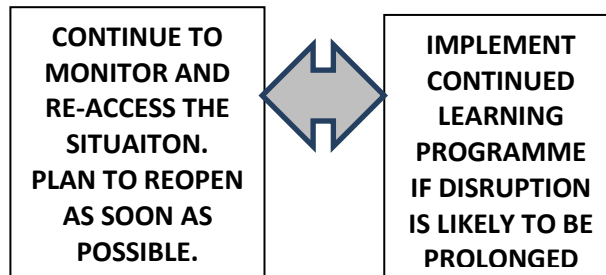 CONTINUE TO
MONITOR AND
RE-ACCESS THE
SITUAITON.
PLAN TO REOPEN
AS SOON AS
POSSIBLE.
IMPLEMENT
CONTINUED
LEARNING
PROGRAMME
IF DISRUPTION
IS LIKELY TO BE
PROLONGED